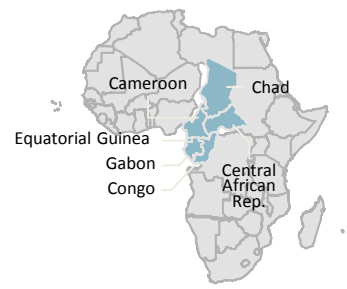 Cameroon
Chad
Equatorial Guinea
Gabon
Congo
Central
African
Rep.